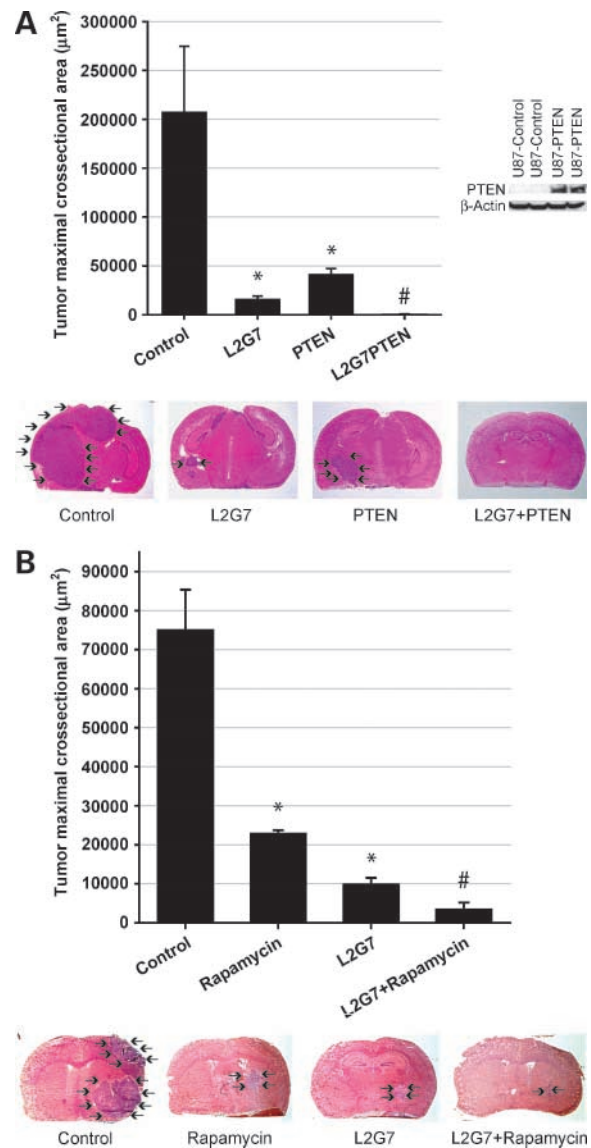 A
Tumor maximal crossectional area (μm²)
300000
250000
200000
150000
100000
50000
0
*
*
#
Control
L2G7
PTEN
L2G7PTEN
U87-Control
U87-Control
U87-PTEN
U87-PTEN
PTEN
β-Actin
Control
L2G7
PTEN
L2G7+PTEN
B
Tumor maximal crossectional area (μm²)
90000
80000
70000
60000
50000
40000
30000
20000
10000
0
*
*
#
Control
Rapamycin
L2G7
L2G7+Rapamycin
Control
Rapamycin
L2G7
L2G7+Rapamycin